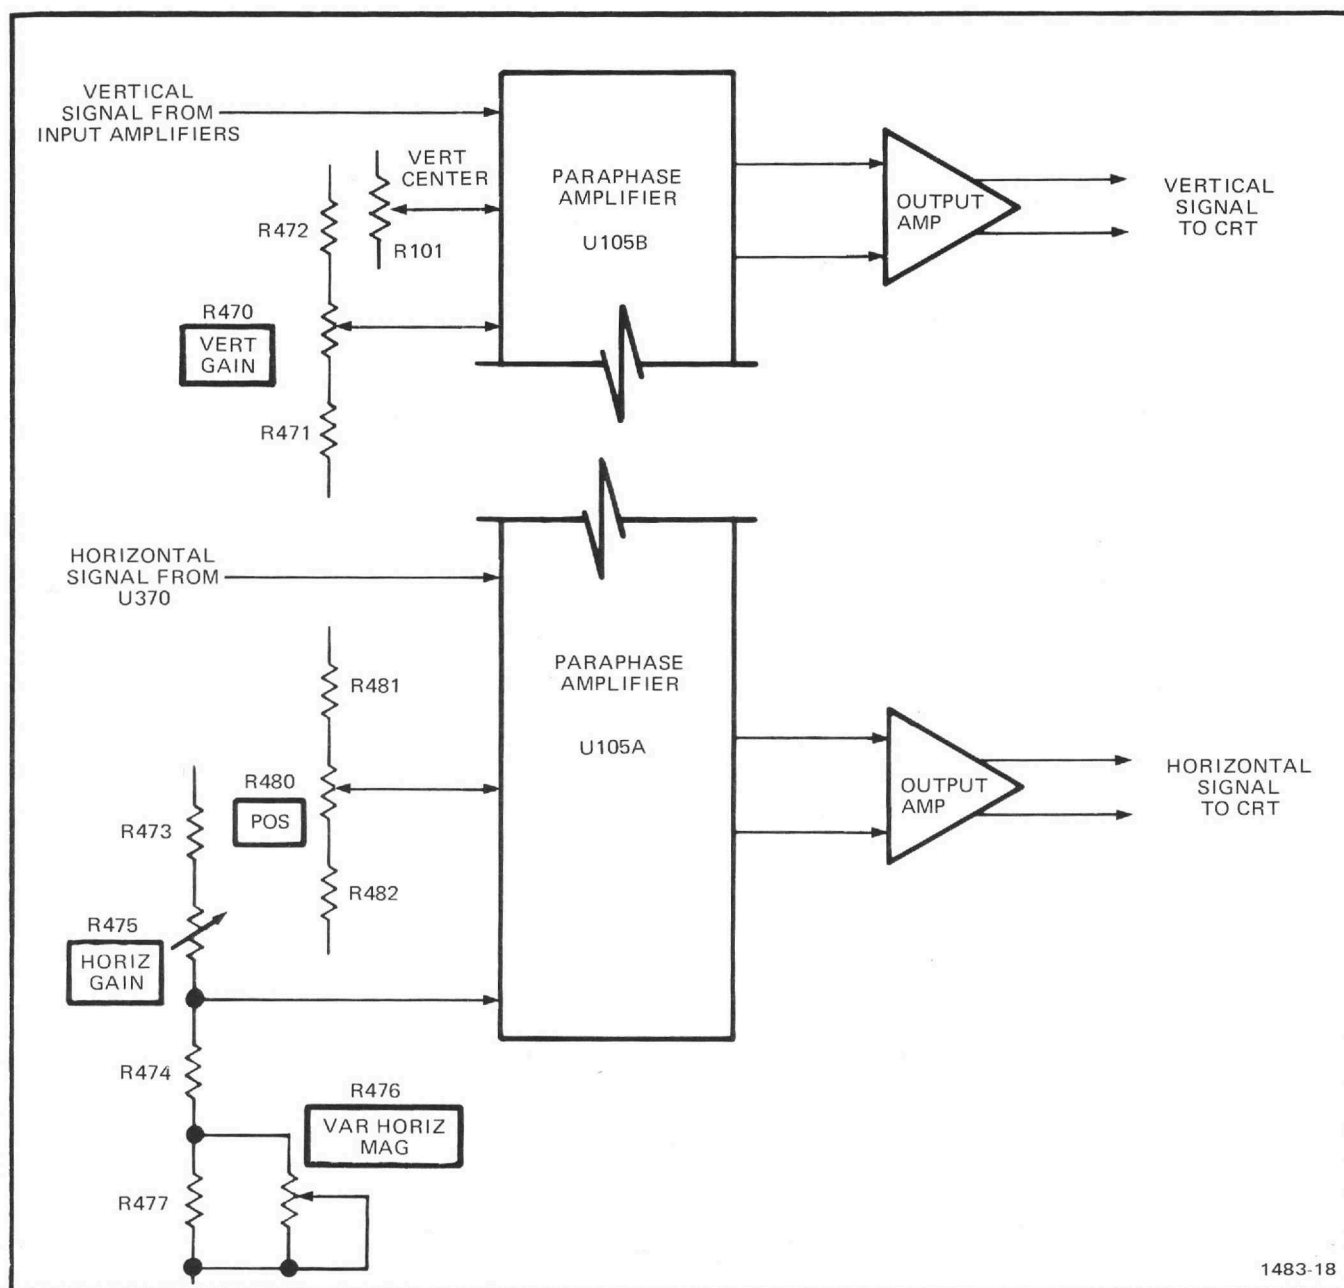 VERTICAL
SIGNAL FROM
INPUT AMPLIFIERS
VERT
CENTER
R472
R101
R470
VERT
GAIN
R471
PARAPHASE
AMPLIFIER
U105B
OUTPUT
AMP
VERTICAL
SIGNAL
TO CRT
HORIZONTAL
SIGNAL FROM
U370
PARAPHASE
AMPLIFIER
U105A
R481
R480
POS
R482
R473
R475
HORIZ
GAIN
R474
R476
VAR HORIZ
MAG
R477
OUTPUT
AMP
HORIZONTAL
SIGNAL
TO CRT
1483-18